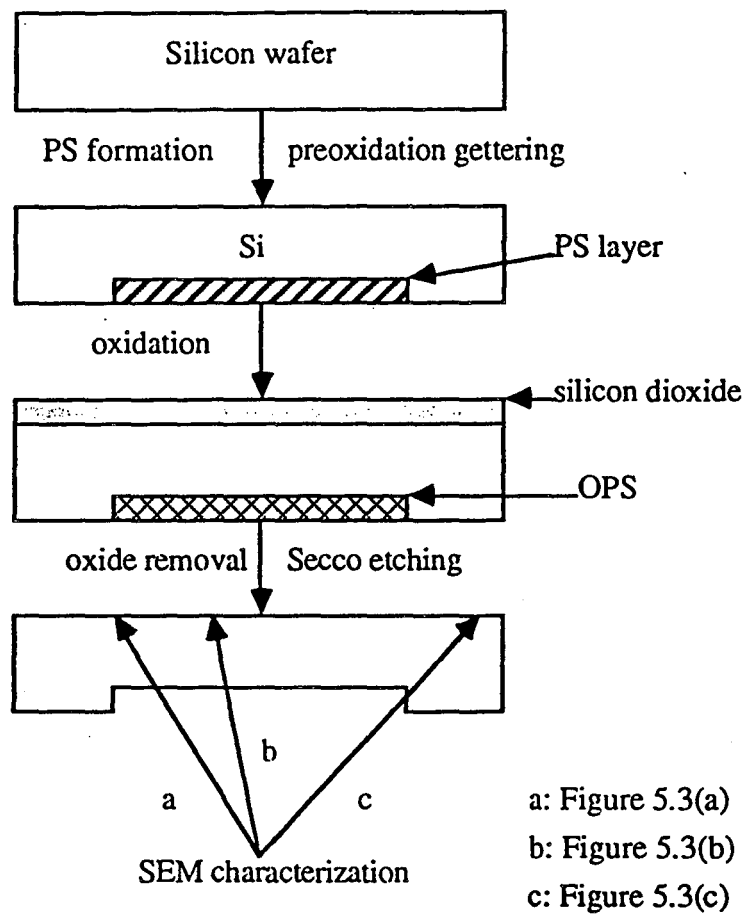 Silicon wafer
PS formation
preoxidation gettering
Si
PS layer
oxidation
silicon dioxide
OPS
oxide removal
Secco etching
b
a
c
SEM characterization
a: Figure 5.3(a)
b: Figure 5.3(b)
c: Figure 5.3(c)